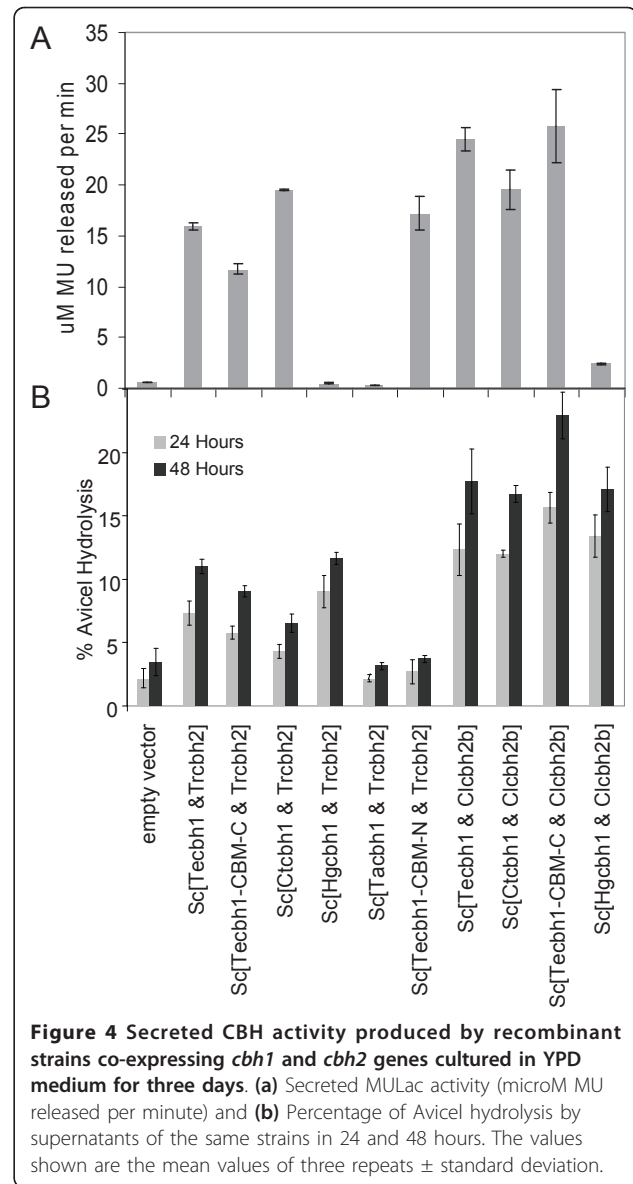 A
35
30
25
20
15
10
5
0
uM MU released per min
B
24 Hours
48 Hours
20
15
10
5
0
% Avicel Hydrolysis
empty vector
Sc[Tecbh1 &Trcbh2]
Sc[Tecbh1-CBM-C & Trcbh2]
Sc[Ctcbh1 & Trcbh2]
Sc[Hgcbh1 & Trcbh2]
Sc[Tacbh1 & Trcbh2]
Sc[Tecbh1-CBM-N & Trcbh2]
Sc[Tecbh1 & Clcbh2b]
Sc[Ctcbh1 & Clcbh2b]
Sc[Tecbh1-CBM-C & Clcbh2b]
Sc[Hgcbh1 & Clcbh2b]
Figure 4 Secreted CBH activity produced by recombinant
strains co-expressing cbh1 and cbh2 genes cultured in YPD
medium for three days. (a) Secreted MULac activity (microM MU
released per minute) and (b) Percentage of Avicel hydrolysis by
supernatants of the same strains in 24 and 48 hours. The values
shown are the mean values of three repeats ± standard deviation.